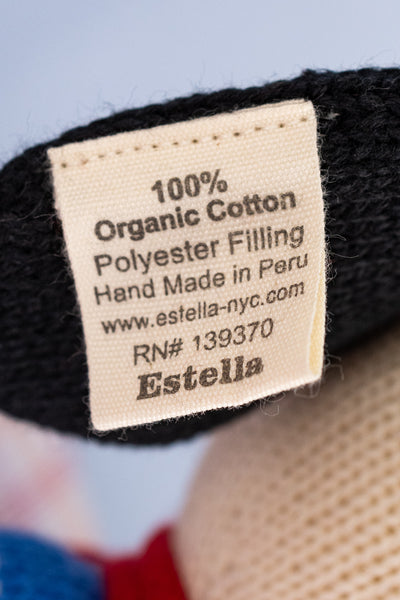 100%
Organic Cotton
Polyester Filling
Hand Made in Peru
www.estella-nyc.com
RN# 139370
Estella